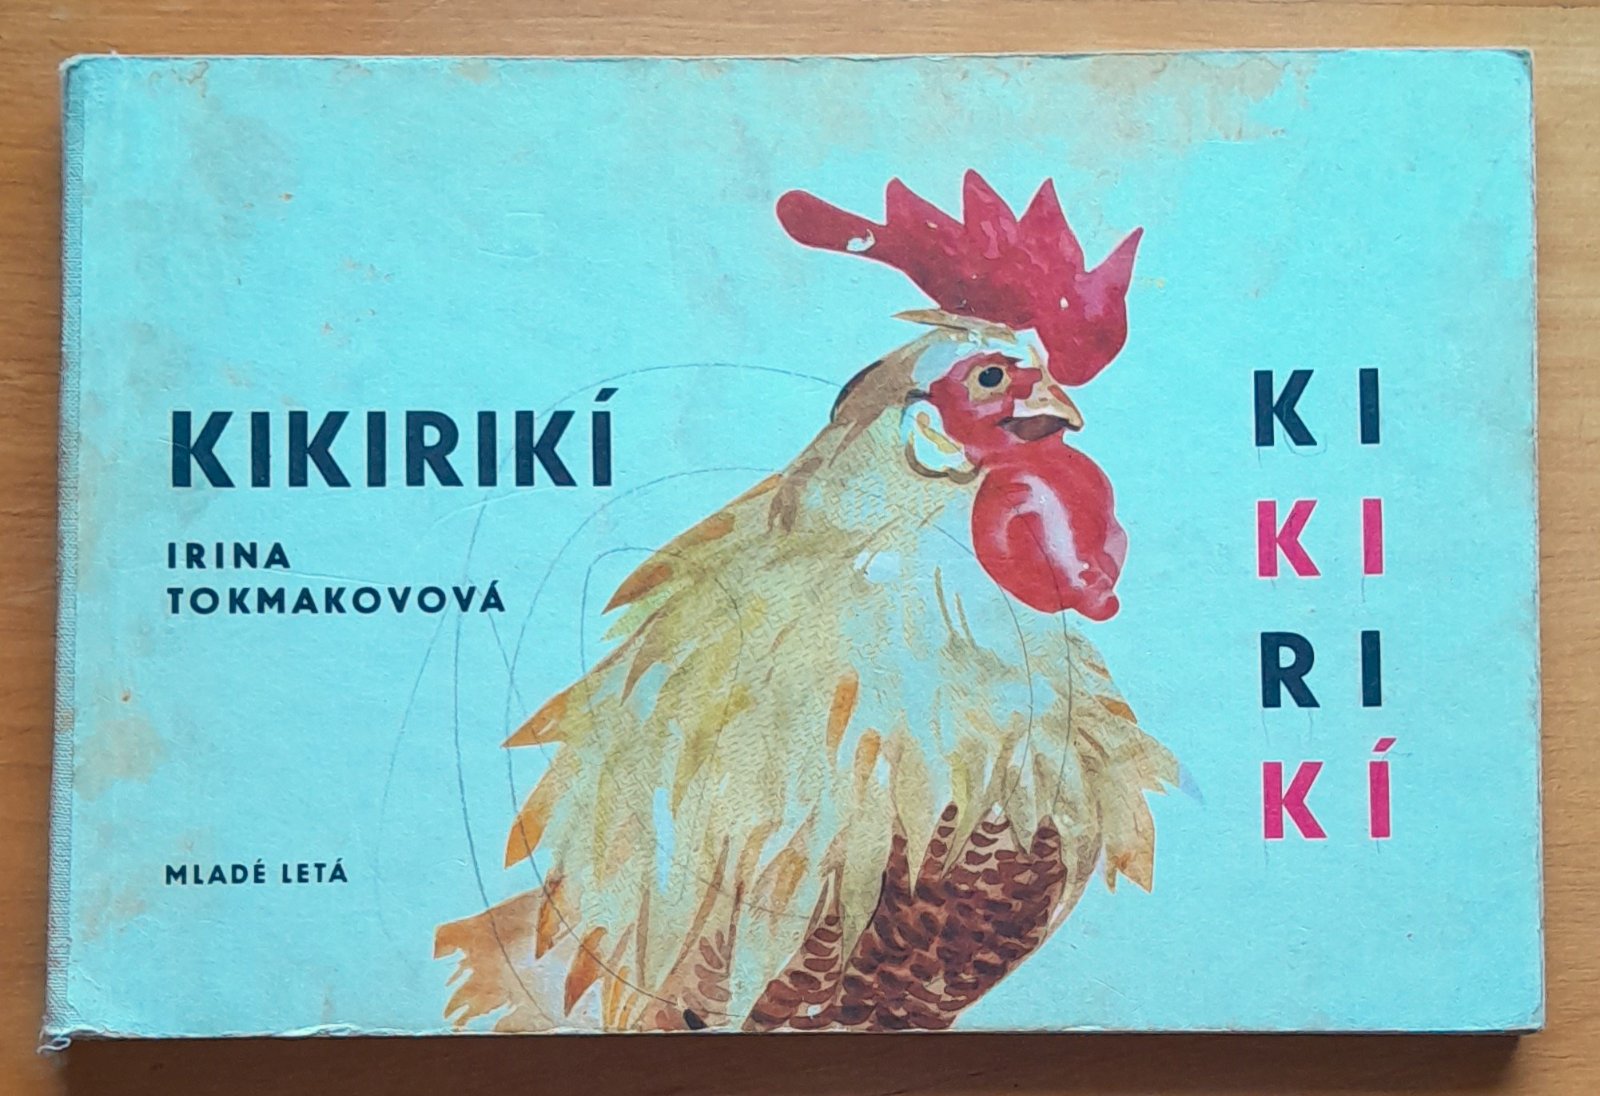 KIKIRIKÍ
IRINA
TOKMAKOVOVÁ
MLADÉ LETÁ
KI
KI
RI
KÍ